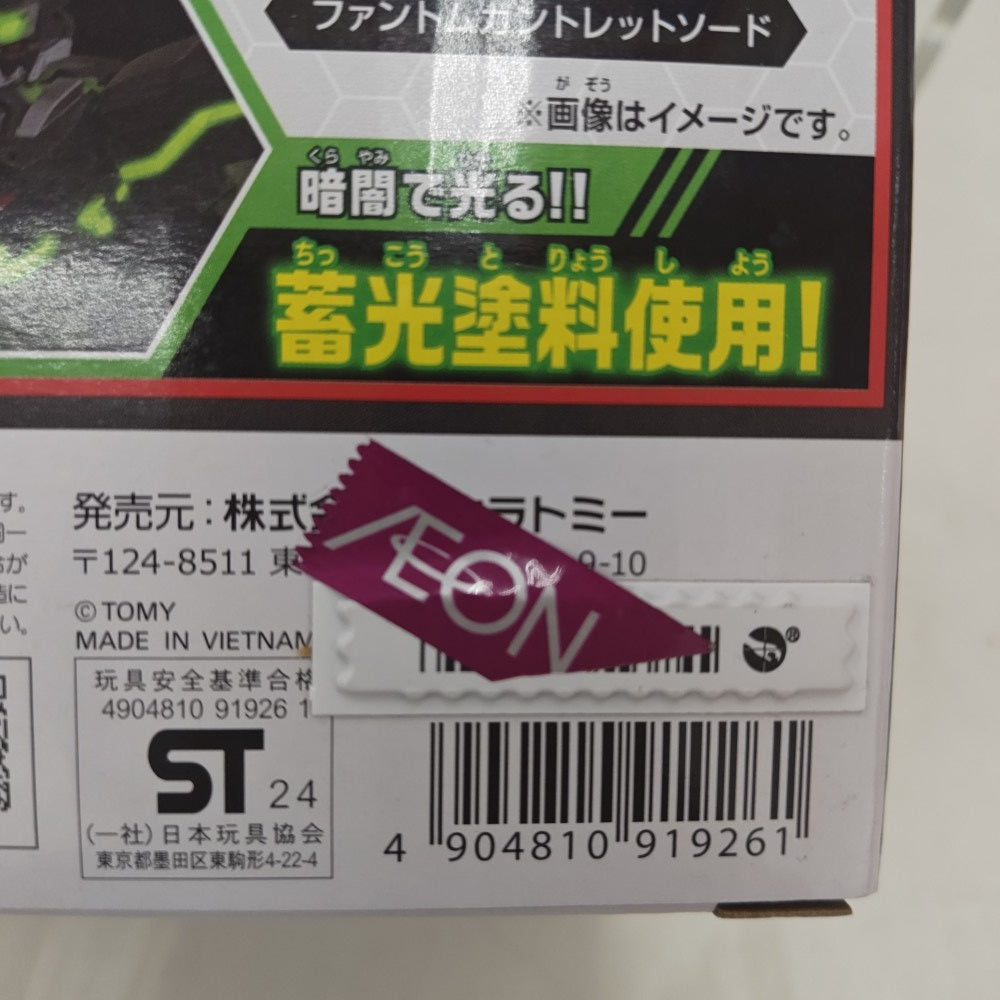 ファントムガントレットソード
がぞう
※画像はイメージです。
くらやみ
暗闇で光る!!
ちっこうとりょうしよう
蓄光塗料使用!
す。
発売元：株式 ラトミー
〒124-8511 東 9-10
が
に
い。
© TOMY
MADE IN VIETNAM
ÆON
®
玩具安全基準合格
4904810 91926 1
ST 24
(一社)日本玩具協会
東京都墨田区東駒形4-22-4
4 904810 919261